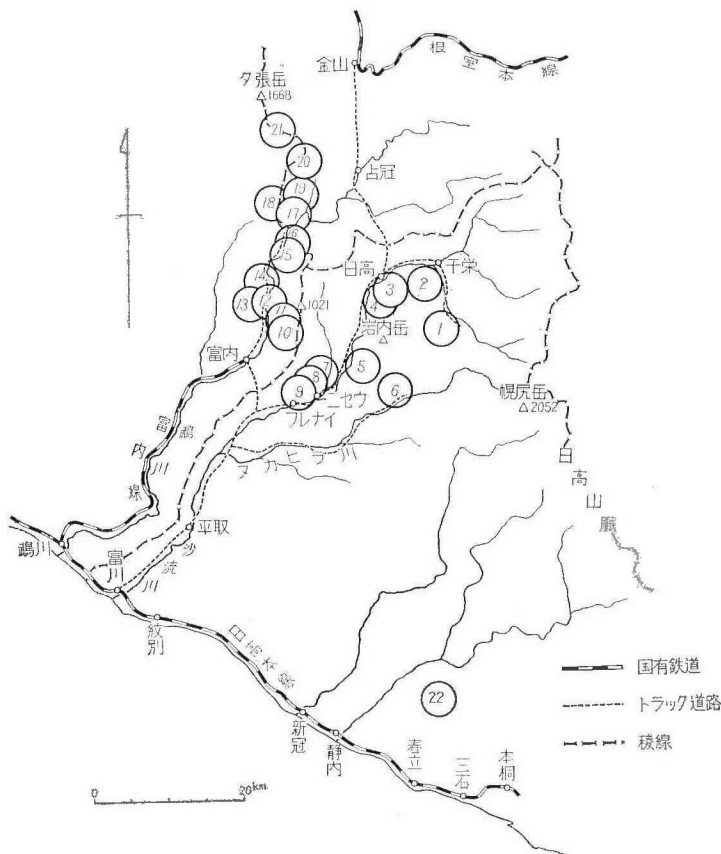 根室本線
金山
夕張岳
△1668
21
20
占冠
19
18
17
16
15
日高
千栄
14
3
2
13
12
4
△1021
11
岩内岳
△
1
10
富内
7
5
8
9
6
ニセウ
フレナイ
幌尻岳
△2052
富内線
鵡川
ヌカヒラ川
日高山脈
平取
鵡川
富川
沙流川
紋別
日高本線
22
国有鉄道
トラック道路
稜線
新冠
静内
春立
三石
本桐
0
20km